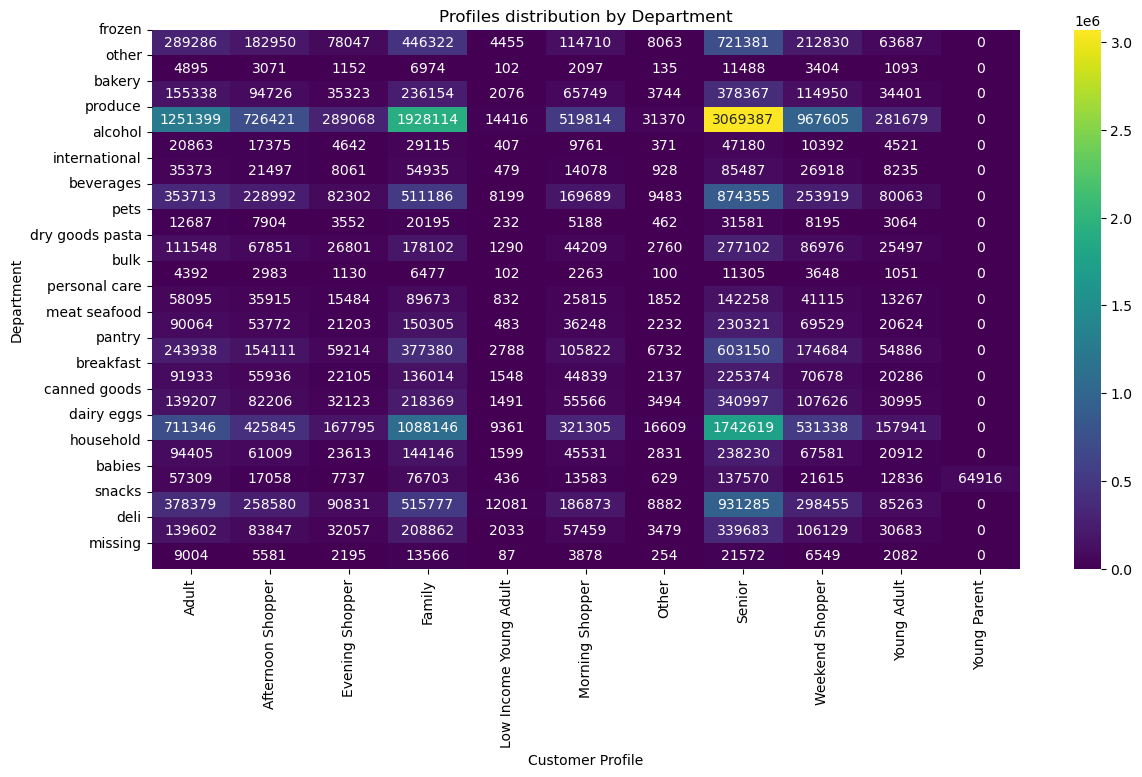 Profiles distribution by Department
1e6
frozen
289286 182950 78047 446322 4455 114710 8063 721381 212830 63687 0
other
4895 3071 1152 6974 102 2097 135 11488 3404 1093 0
bakery
155338 94726 35323 236154 2076 65749 3744 378367 114950 34401 0
produce
1251399 726421 289068 1928114 14416 519814 31370 3069387 967605 281679 0
alcohol
20863 17375 4642 29115 407 9761 371 47180 10392 4521 0
international
35373 21497 8061 54935 479 14078 928 85487 26918 8235 0
beverages
353713 228992 82302 511186 8199 169689 9483 874355 253919 80063 0
pets
12687 7904 3552 20195 232 5188 462 31581 8195 3064 0
dry goods pasta
111548 67851 26801 178102 1290 44209 2760 277102 86976 25497 0
bulk
4392 2983 1130 6477 102 2263 100 11305 3648 1051 0
personal care
58095 35915 15484 89673 832 25815 1852 142258 41115 13267 0
meat seafood
90064 53772 21203 150305 483 36248 2232 230321 69529 20624 0
pantry
243938 154111 59214 377380 2788 105822 6732 603150 174684 54886 0
breakfast
91933 55936 22105 136014 1548 44839 2137 225374 70678 20286 0
canned goods
139207 82206 32123 218369 1491 55566 3494 340997 107626 30995 0
dairy eggs
711346 425845 167795 1088146 9361 321305 16609 1742619 531338 157941 0
household
94405 61009 23613 144146 1599 45531 2831 238230 67581 20912 0
babies
57309 17058 7737 76703 436 13583 629 137570 21615 12836 64916
snacks
378379 258580 90831 515777 12081 186873 8882 931285 298455 85263 0
deli
139602 83847 32057 208862 2033 57459 3479 339683 106129 30683 0
missing
9004 5581 2195 13566 87 3878 254 21572 6549 2082 0
Department
Adult
Afternoon Shopper
Evening Shopper
Family
Low Income Young Adult
Morning Shopper
Other
Senior
Weekend Shopper
Young Adult
Young Parent
Customer Profile
3.0
2.5
2.0
1.5
1.0
0.5
0.0